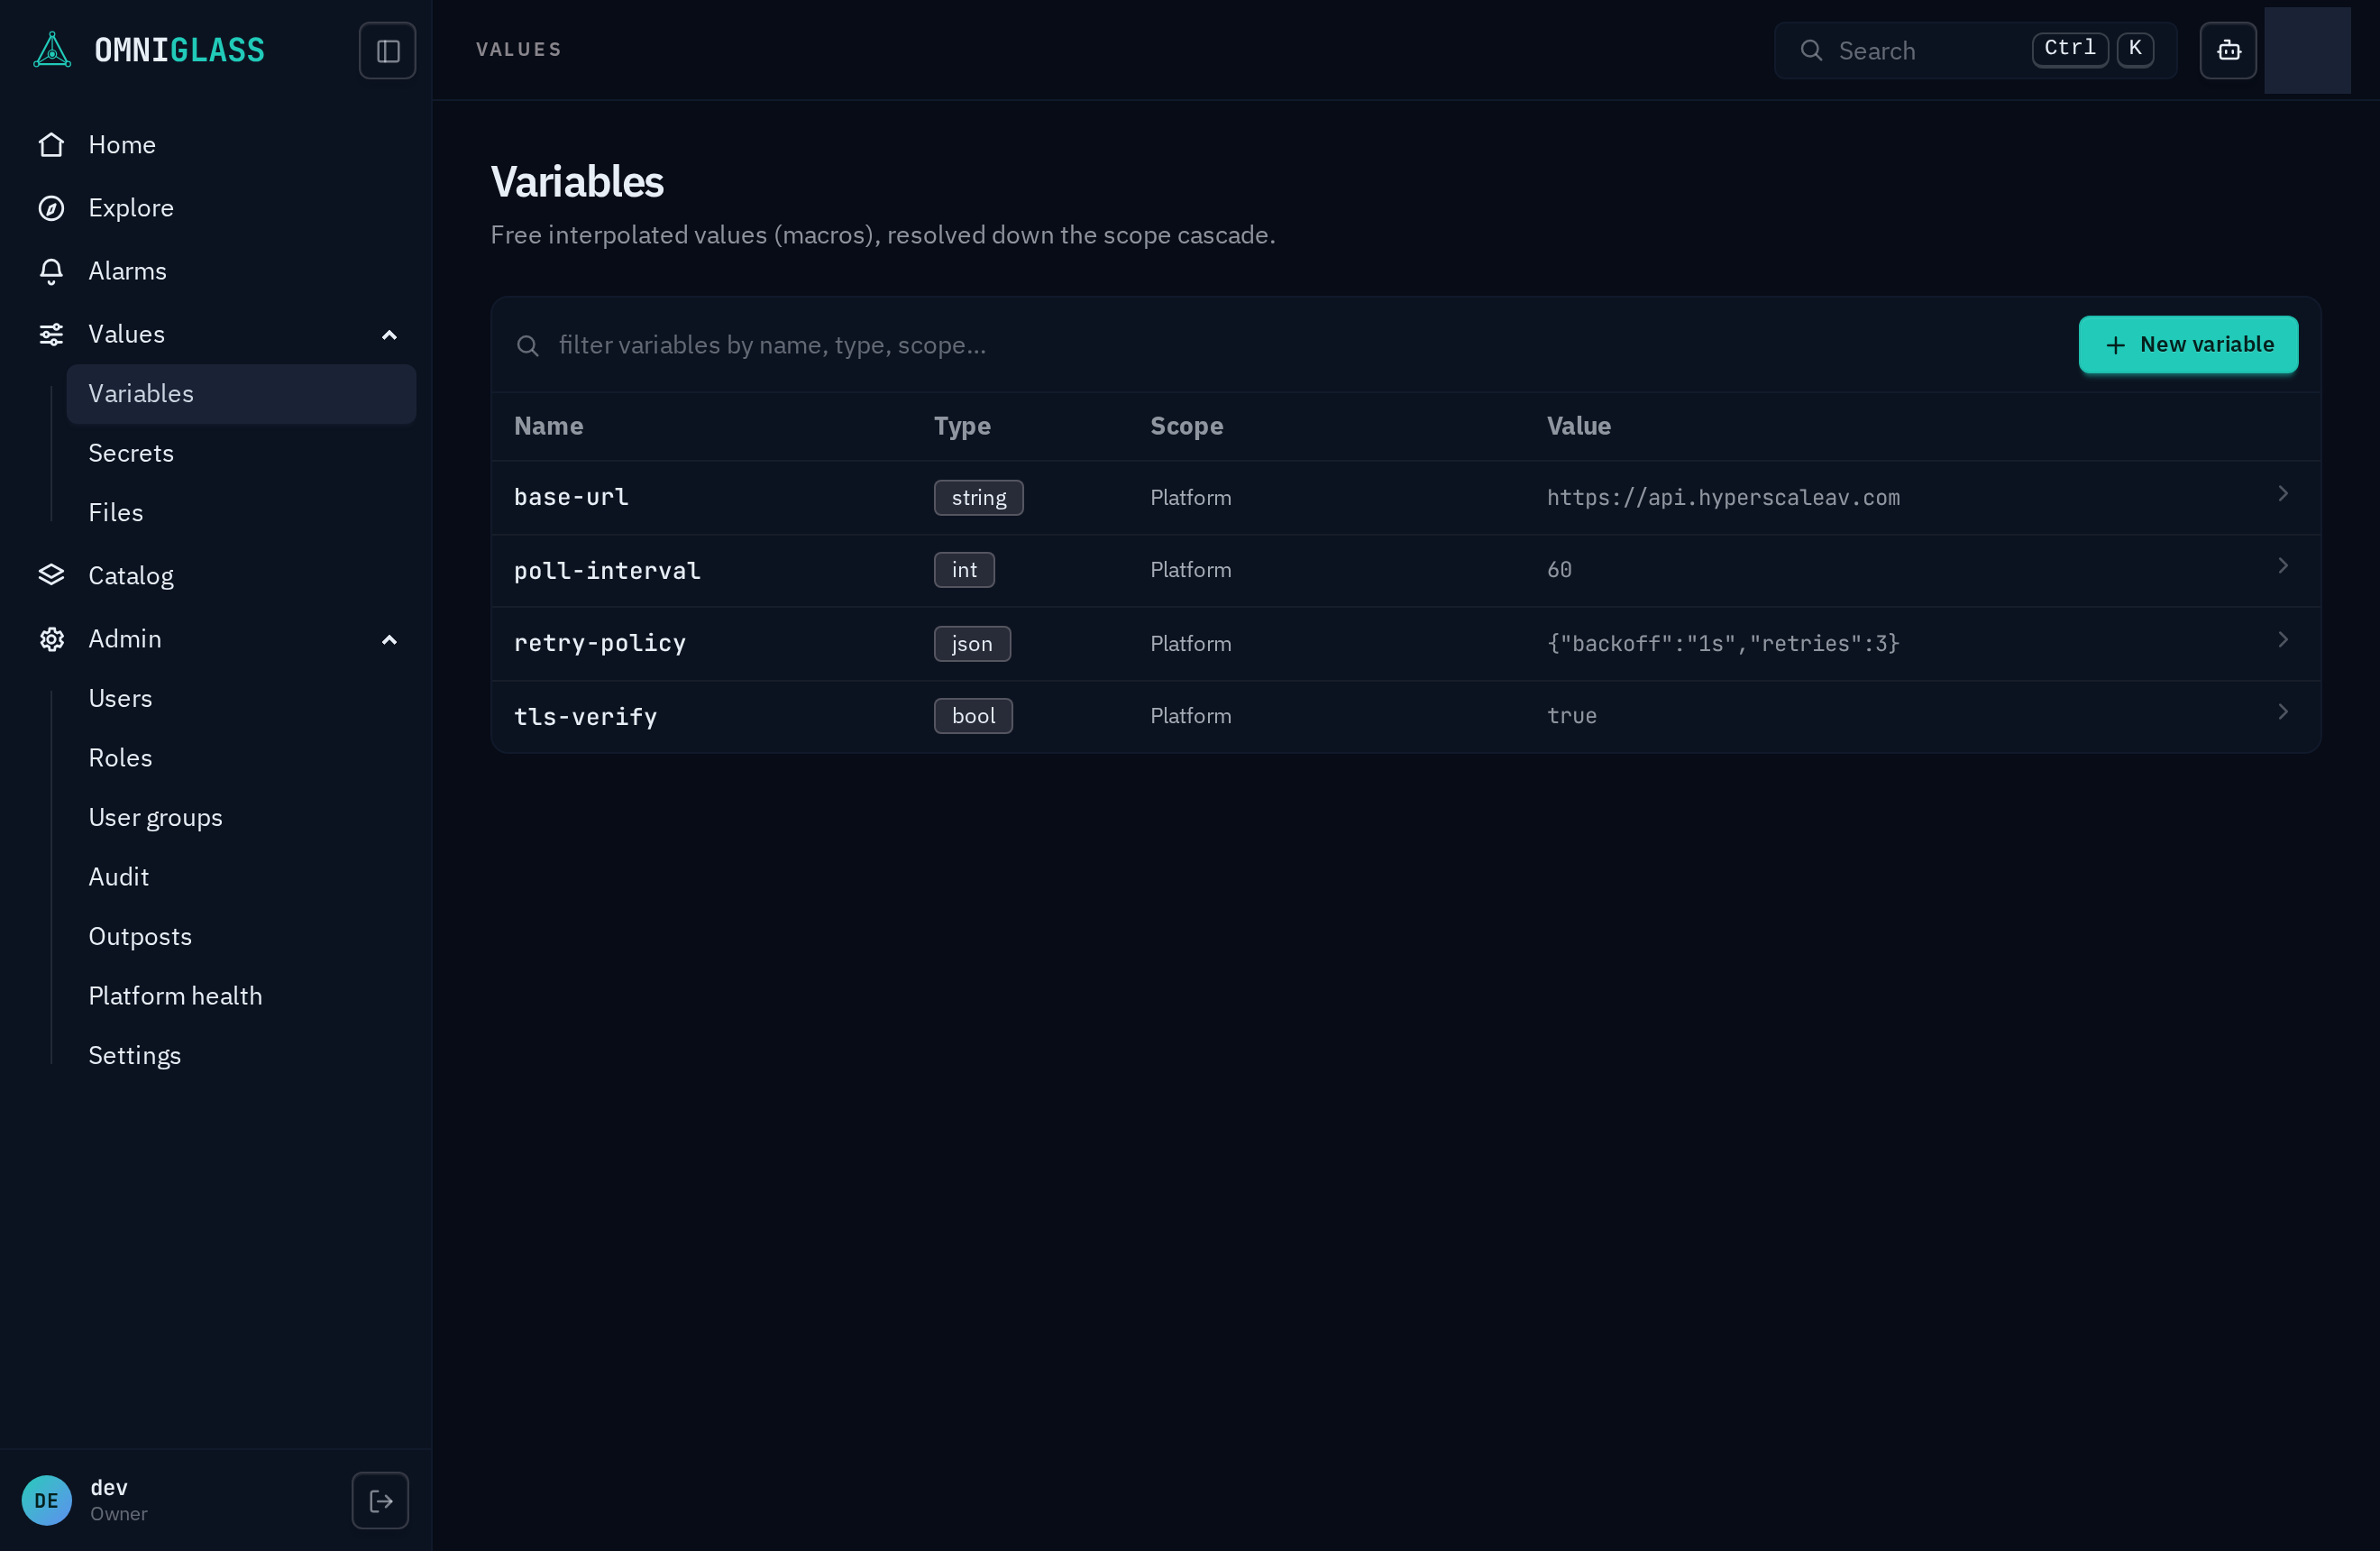 OMNIGLASS
Home
Explore
Alarms
Values
Variables
Secrets
Files
Catalog
Admin
Users
Roles
User groups
Audit
Outposts
Platform health
Settings
DE
dev
Owner
VALUES
Search
Ctrl K
Variables
Free interpolated values (macros), resolved down the scope cascade.
filter variables by name, type, scope...
New variable
Name Type Scope Value
base-url string Platform https://api.hyperscaleav.com
poll-interval int Platform 60
retry-policy json Platform {"backoff":"1s","retries":3}
tls-verify bool Platform true